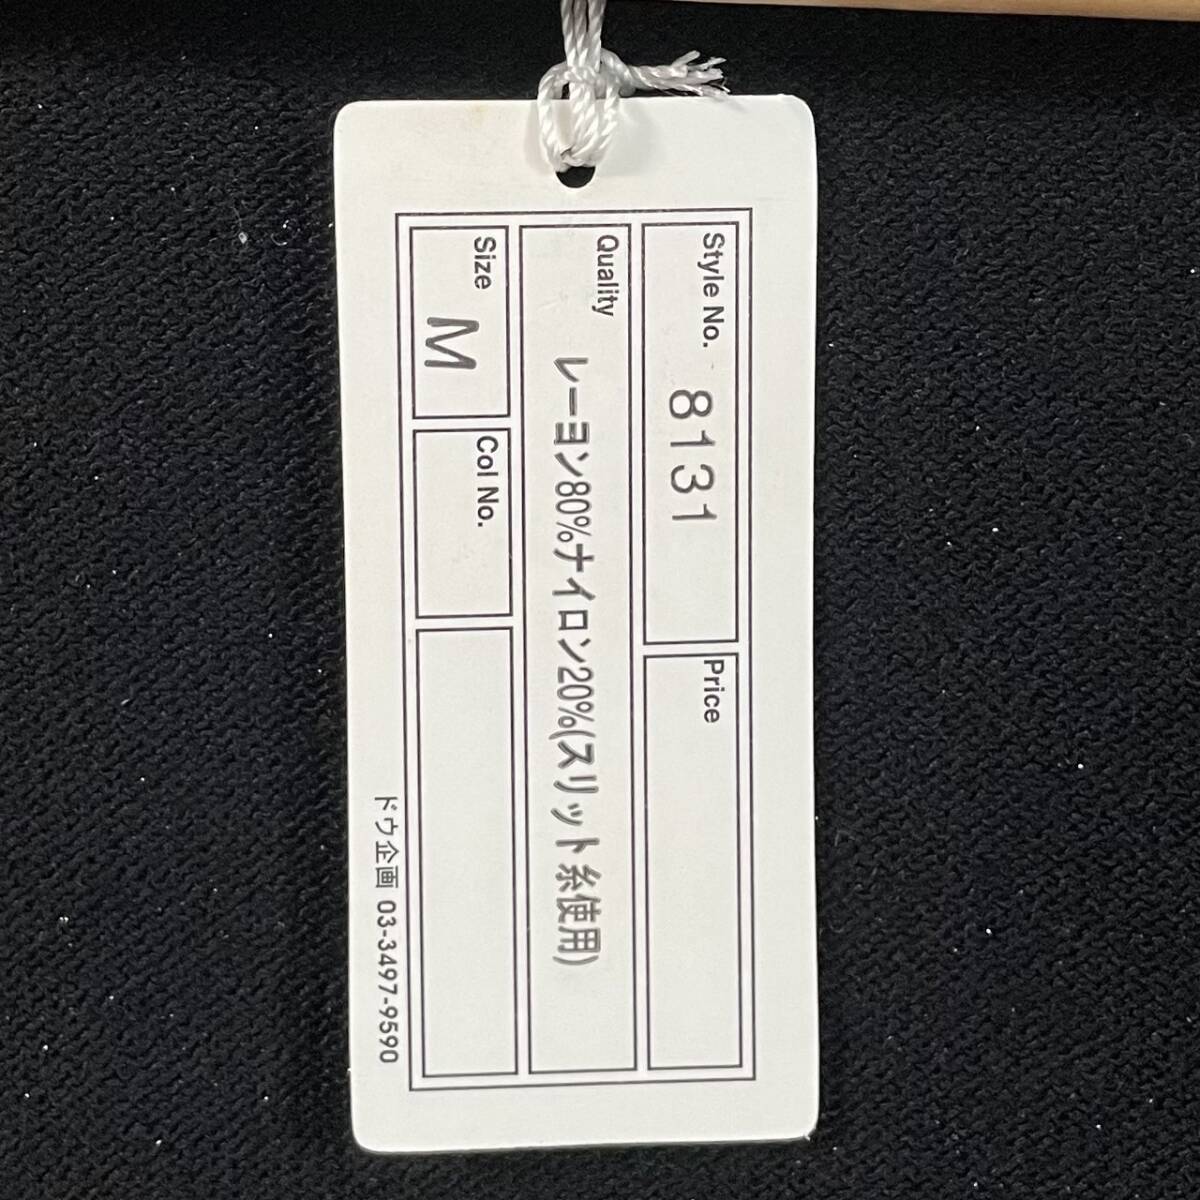 Style No. 8131
Price
Quality レーヨン80%ナイロン20%(スリット糸使用)
Size M
Col No.
ドウ企画 03-3497-9590